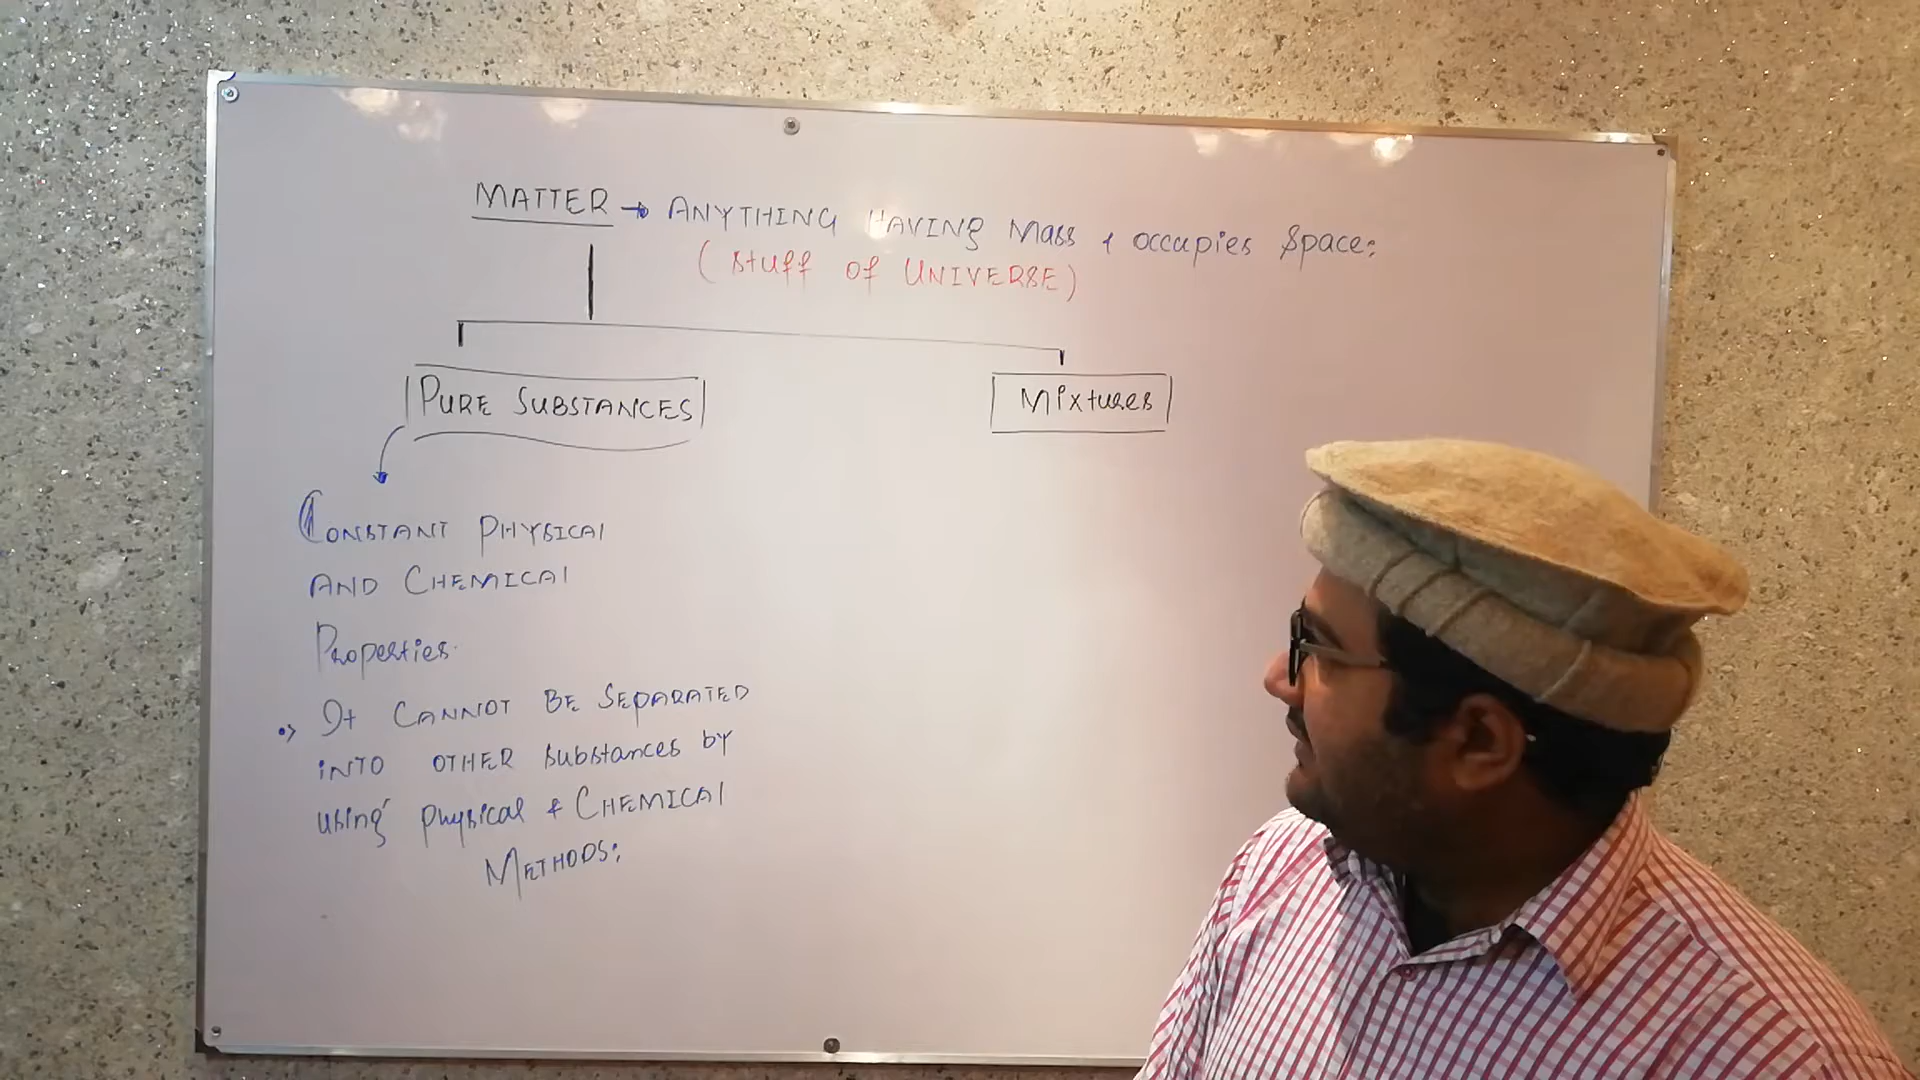 MATTER → ANYTHING HAVING MASS & OCCUPIES SPACE:
(STUFF OF UNIVERSE)
PURE SUBSTANCES
MIXTURES
CONSTANT PHYSICAL
AND CHEMICAL
PROPERTIES.
•> IT CANNOT BE SEPARATED
INTO OTHER SUBSTANCES BY
USING PHYSICAL & CHEMICAL
METHODS: